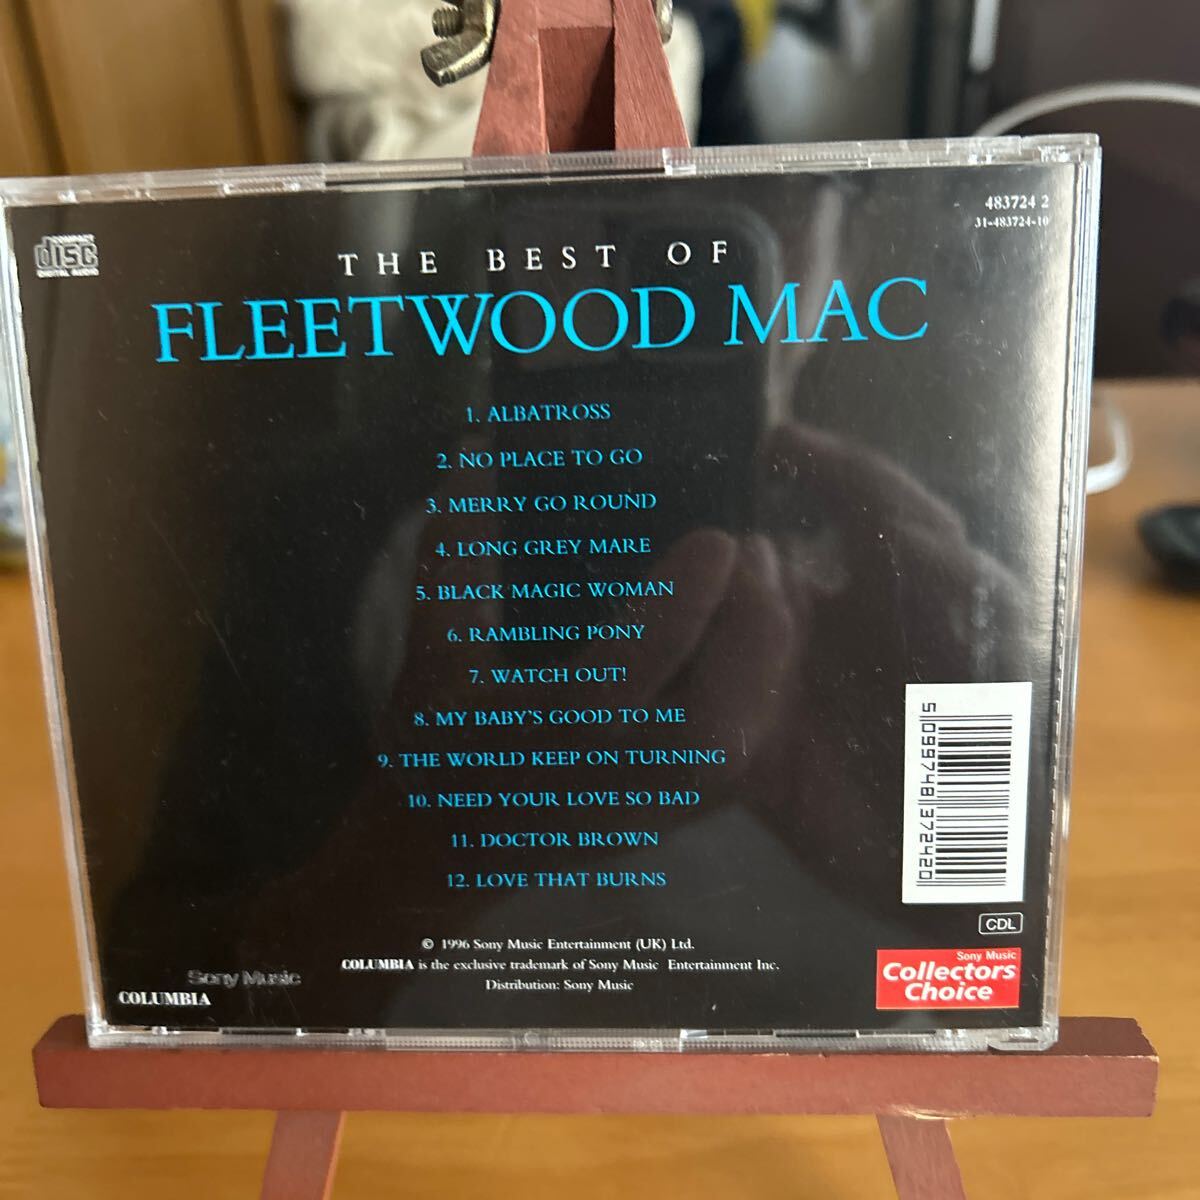 COMPACT
disc
DIGITAL AUDIO
483724 2
31-483724-10
THE BEST OF
FLEETWOOD MAC
1. ALBATROSS
2. NO PLACE TO GO
3. MERRY GO ROUND
4. LONG GREY MARE
5. BLACK MAGIC WOMAN
6. RAMBLING PONY
7. WATCH OUT!
8. MY BABY'S GOOD TO ME
9. THE WORLD KEEP ON TURNING
10. NEED YOUR LOVE SO BAD
11. DOCTOR BROWN
12. LOVE THAT BURNS
5 099748 372420
CDL
© 1996 Sony Music Entertainment (UK) Ltd.
COLUMBIA is the exclusive trademark of Sony Music Entertainment Inc.
Distribution: Sony Music
Sony Music
COLUMBIA
Sony Music
Collectors
Choice